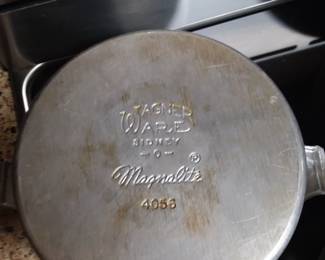 WAGNER
WARE
SIDNEY
-O-
Magnalite ®
4056